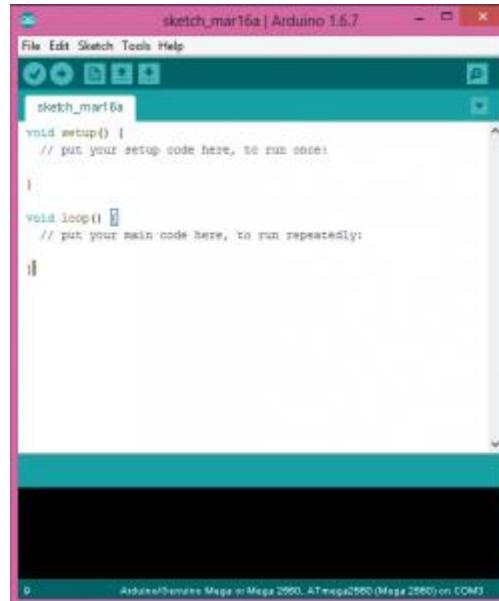 sketch_mar16a | Arduino 1.6.7
File Edit Sketch Tools Help
sketch_mar16a
void setup() {
// put your setup code here, to run once:
}
void loop() {
// put your main code here, to run repeatedly:
}
9
Arduino/Genuino Mega or Mega 2560, ATmega2560 (Mega 2560) on COM3